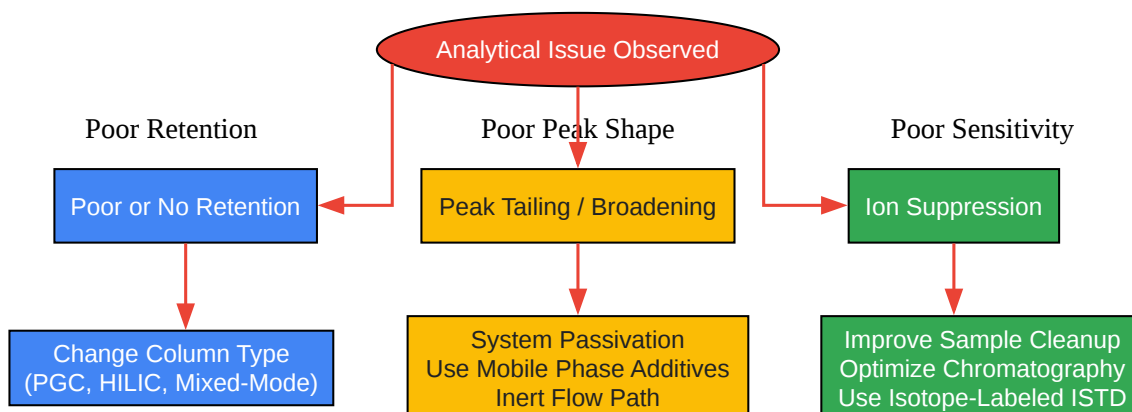 Analytical Issue Observed
Poor Retention
Poor Peak Shape
Poor Sensitivity
Poor or No Retention
Peak Tailing / Broadening
Ion Suppression
Change Column Type
(PGC, HILIC, Mixed-Mode)
System Passivation
Use Mobile Phase Additives
Inert Flow Path
Improve Sample Cleanup
Optimize Chromatography
Use Isotope-Labeled ISTD